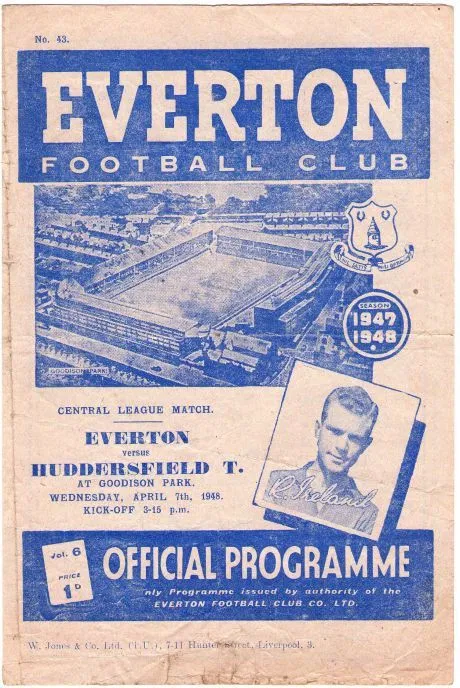 No. 43.
EVERTON
FOOTBALL CLUB
GOODISON PARK
SEASON
1947
1948
CENTRAL LEAGUE MATCH.
EVERTON
versus
HUDDERSFIELD T.
AT GOODISON PARK.
WEDNESDAY, APRIL 7th, 1948.
KICK-OFF 3-15 p.m.
R. Ireland
Vol. 6
PRICE
1D
OFFICIAL PROGRAMME
nly Programme issued by authority of the
EVERTON FOOTBALL CLUB CO. LTD.
W. Jones & Co. Ltd. (T.U.), 7-11 Hunter Street, Liverpool, 3.